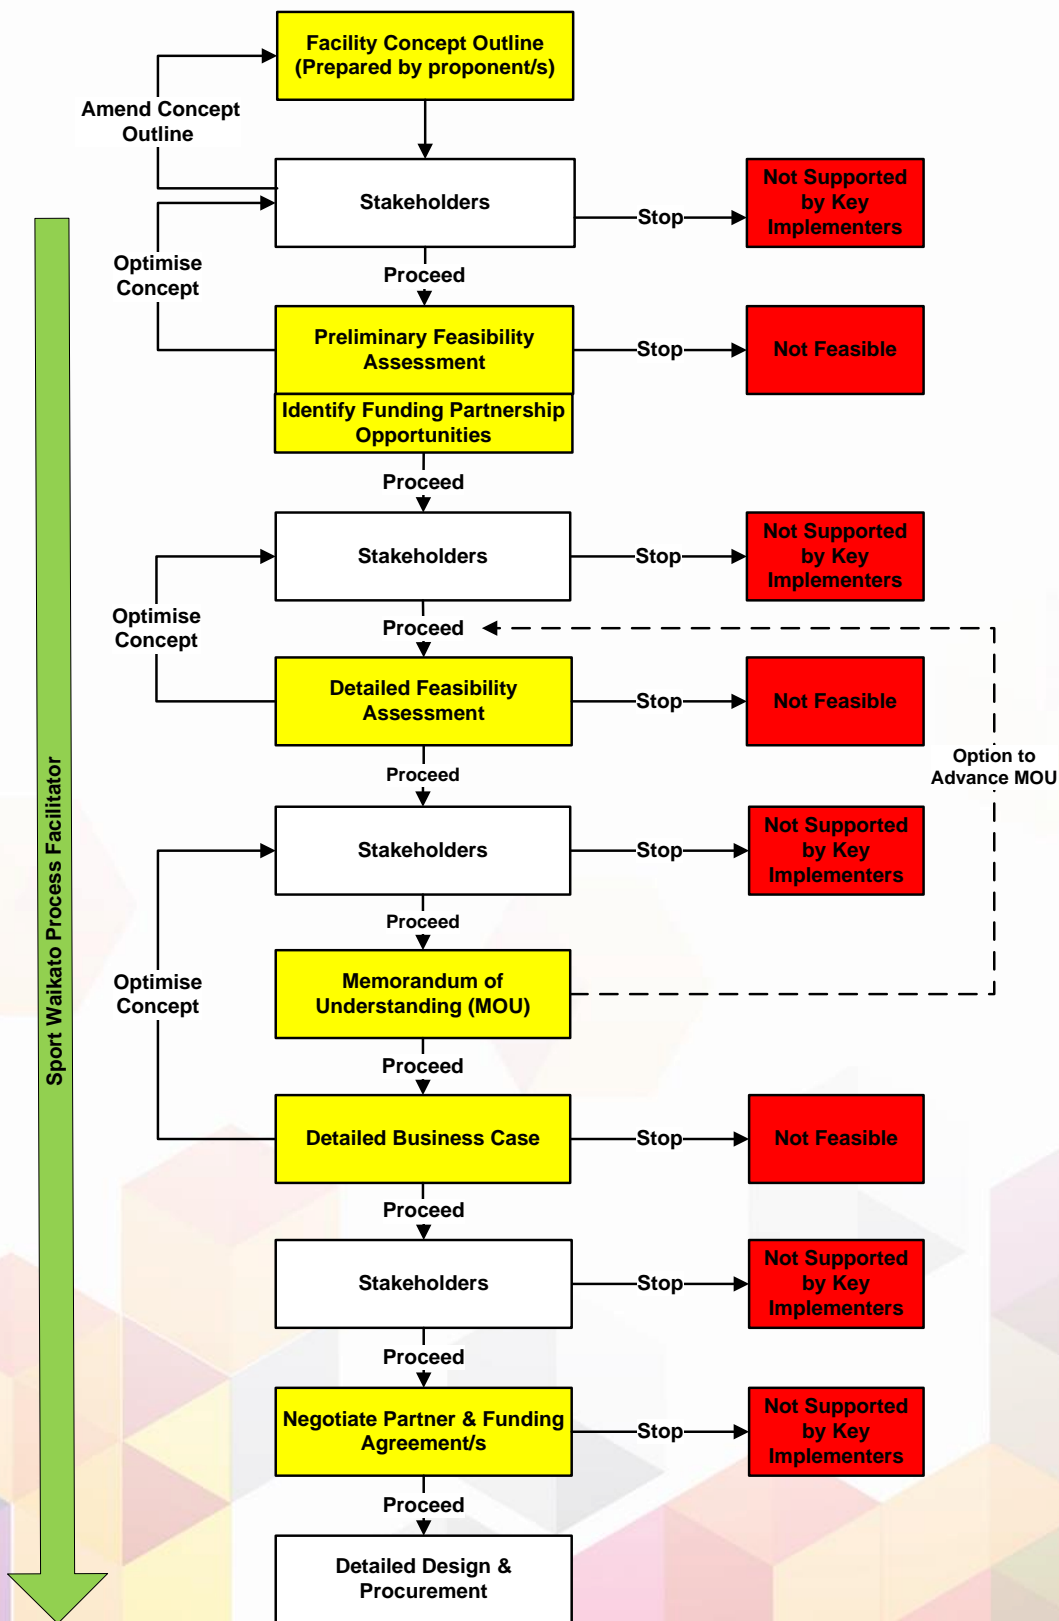 Facility Concept Outline
(Prepared by proponent/s)
Amend Concept
Outline
Stakeholders
Stop
Not Supported
by Key
Implementers
Proceed
Optimise
Concept
Preliminary Feasibility
Assessment
Stop
Not Feasible
Identify Funding Partnership
Opportunities
Proceed
Stakeholders
Stop
Not Supported
by Key
Implementers
Proceed
Optimise
Concept
Detailed Feasibility
Assessment
Stop
Not Feasible
Option to
Advance MOU
Proceed
Stakeholders
Stop
Not Supported
by Key
Implementers
Proceed
Optimise
Concept
Memorandum of
Understanding (MOU)
Proceed
Detailed Business Case
Stop
Not Feasible
Proceed
Stakeholders
Stop
Not Supported
by Key
Implementers
Proceed
Negotiate Partner & Funding
Agreement/s
Stop
Not Supported
by Key
Implementers
Proceed
Detailed Design &
Procurement
Sport Waikato Process Facilitator